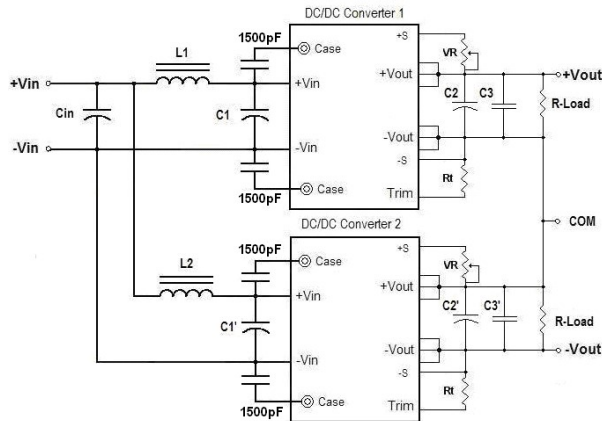 DC/DC Converter 1
1500pF
Case
+S
VR
L1
+Vin
+Vin
+Vout
+Vout
Cin
C1
C2
C3
R-Load
-Vin
-Vin
-Vout
-S
Case
Rt
1500pF
Trim
COM
DC/DC Converter 2
1500pF
Case
+S
VR
L2
+Vin
+Vout
C1'
C2'
C3'
R-Load
-Vin
-Vout
-Vout
-S
Case
Rt
1500pF
Trim